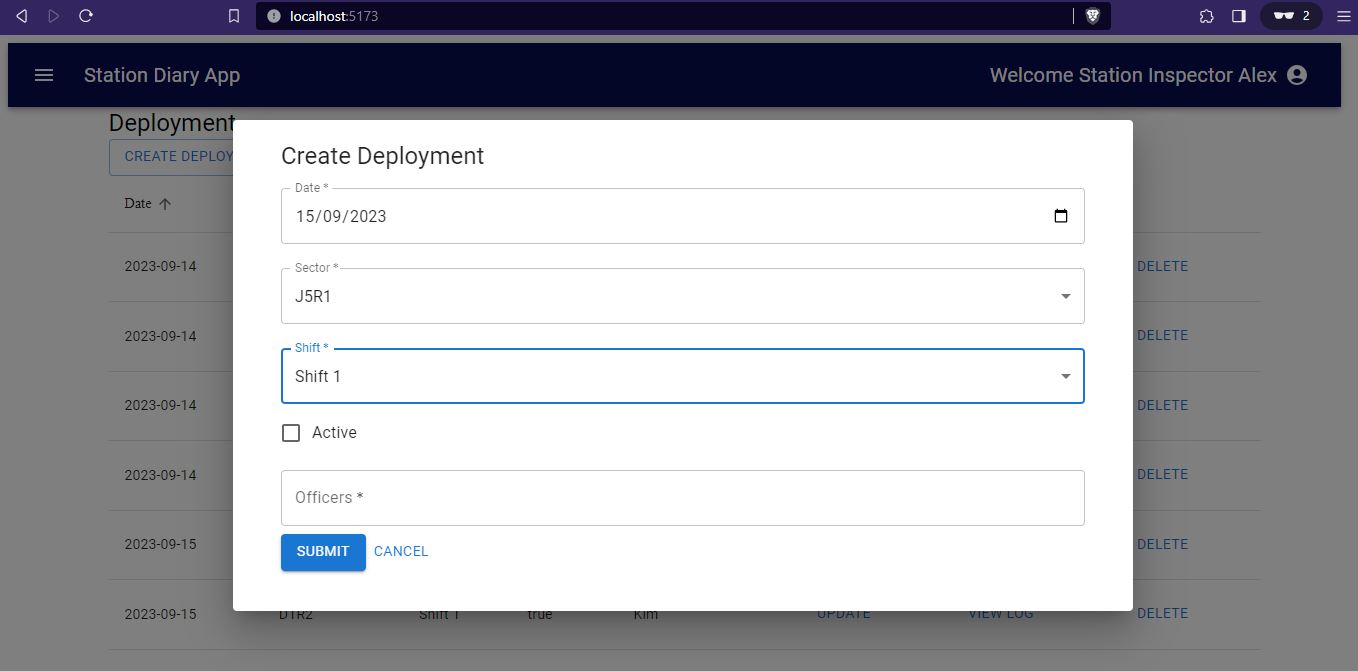 localhost:5173
2
Station Diary App
Welcome Station Inspector Alex
Deployment
CREATE DEPLOY
Date
2023-09-14
DELETE
2023-09-14
DELETE
2023-09-14
DELETE
2023-09-14
DELETE
2023-09-15
DELETE
2023-09-15 DTR2 Shift 1 true Kim UPDATE VIEW LOG DELETE
Create Deployment
Date *
15/09/2023
Sector *
J5R1
Shift *
Shift 1
Active
Officers *
SUBMIT CANCEL